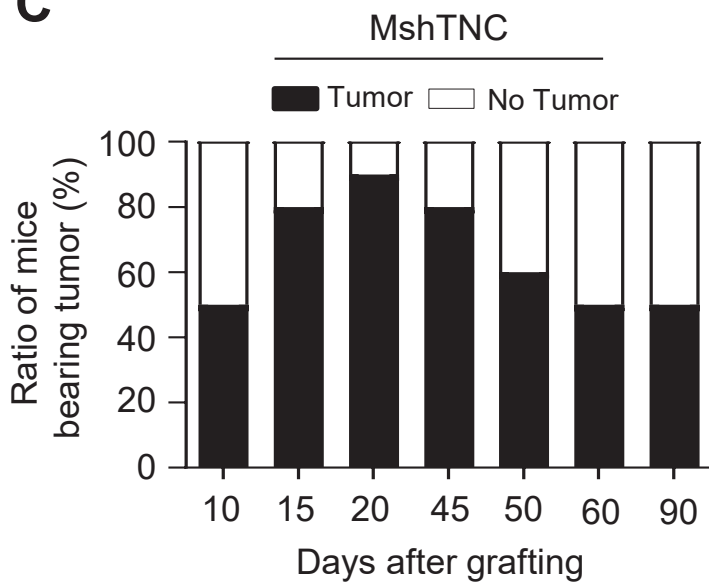 C
MshTNC
Tumor No Tumor
100
80
60
40
20
0
Ratio of mice
bearing tumor (%)
10 15 20 45 50 60 90
Days after grafting